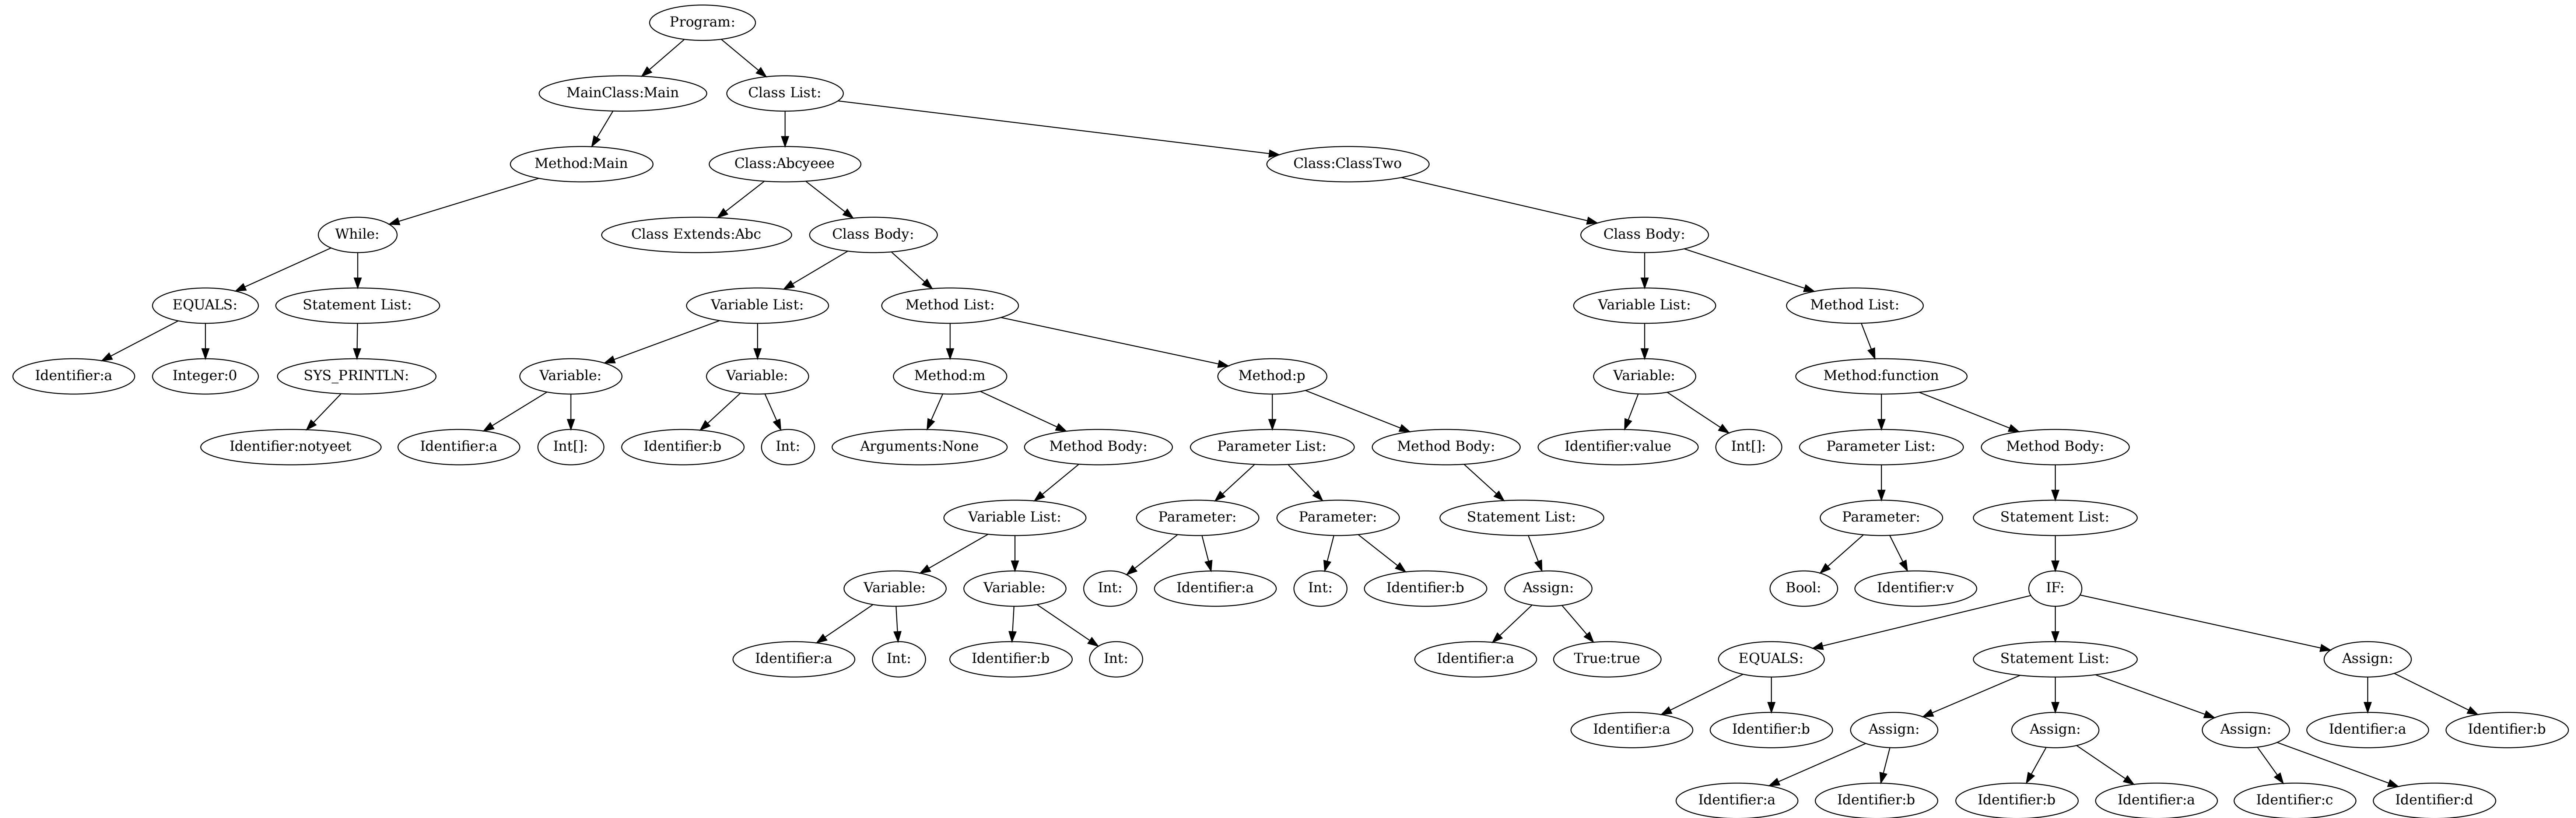 Program:
MainClass:Main
Class List:
Method:Main
Class:Abcyeee
Class:ClassTwo
While:
Class Extends:Abc
Class Body:
Class Body:
EQUALS:
Statement List:
Variable List:
Method List:
Variable List:
Method List:
Identifier:a
Integer:0
SYS_PRINTLN:
Variable:
Variable:
Method:m
Method:p
Variable:
Method:function
Identifier:notyeet
Identifier:a
Int[]:
Identifier:b
Int:
Arguments:None
Method Body:
Parameter List:
Method Body:
Identifier:value
Int[]:
Parameter List:
Method Body:
Variable List:
Parameter:
Parameter:
Statement List:
Parameter:
Statement List:
Variable:
Variable:
Int:
Identifier:a
Int:
Identifier:b
Assign:
Bool:
Identifier:v
IF:
Identifier:a
Int:
Identifier:b
Int:
Identifier:a
True:true
EQUALS:
Statement List:
Assign:
Identifier:a
Identifier:b
Assign:
Assign:
Assign:
Identifier:a
Identifier:b
Identifier:a
Identifier:b
Identifier:b
Identifier:a
Identifier:c
Identifier:d